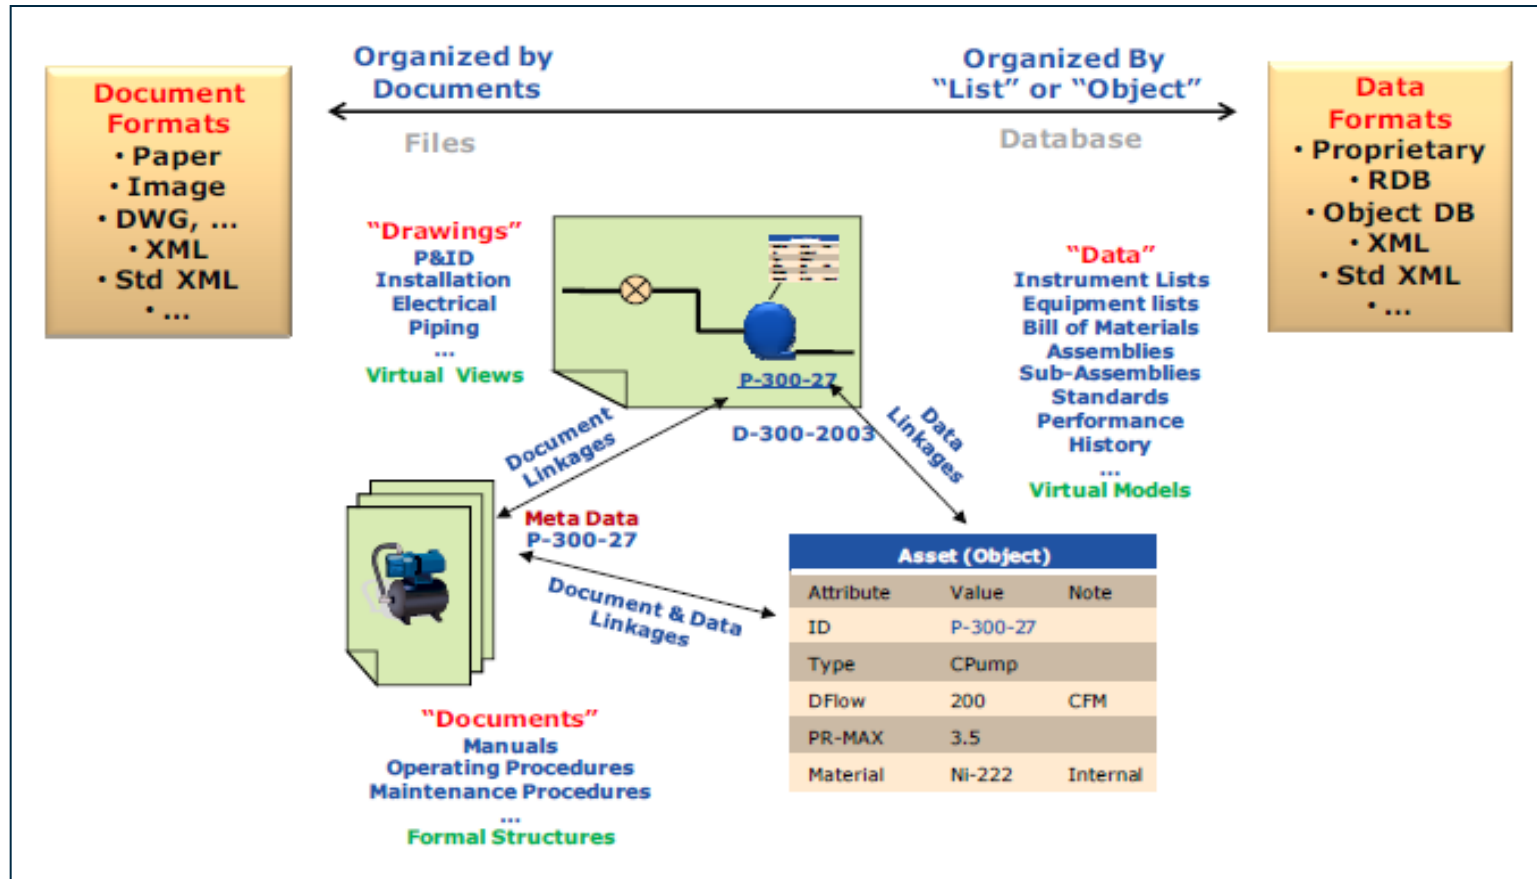 Document
Formats
• Paper
• Image
• DWG, ...
• XML
• Std XML
• ...
Organized by
Documents
Files
Organized By
“List” or “Object”
Database
Data
Formats
• Proprietary
• RDB
• Object DB
• XML
• Std XML
• ...
“Drawings”
P&ID
Installation
Electrical
Piping
...
Virtual Views
P-300-27
D-300-2003
“Data”
Instrument Lists
Equipment lists
Bill of Materials
Assemblies
Sub-Assemblies
Standards
Performance
History
...
Virtual Models
Document
Linkages
Data
Linkages
Meta Data
P-300-27
Document & Data
Linkages
“Documents”
Manuals
Operating Procedures
Maintenance Procedures
...
Formal Structures
Asset (Object)
Attribute Value Note
ID P-300-27
Type CPump
DFlow 200 CFM
PR-MAX 3.5
Material Ni-222 Internal